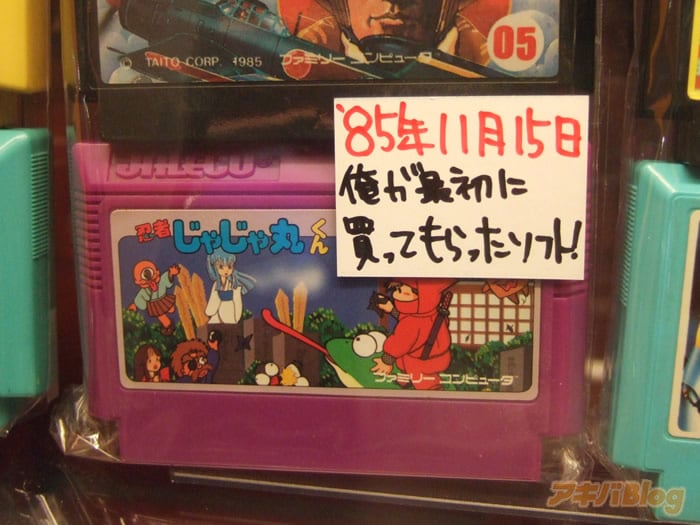 © TAITO CORP. 1985 ファミリーコンピュータ
05
'85年11月15日
俺が最初に
買ってもらったソフト!
JALECO
忍者じゃじゃ丸くん
ファミリーコンピュータ
アキバBlog